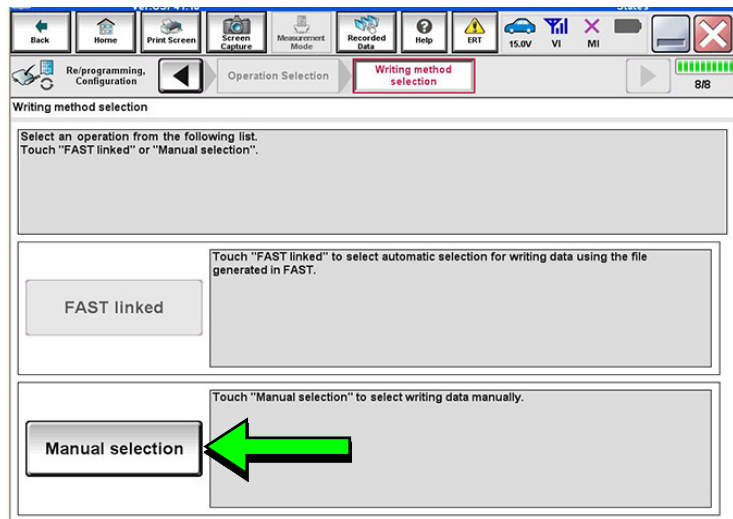 Back
Home
Print Screen
Screen
Capture
Measurement
Mode
Recorded
Data
Help
ERT
15.0V
VI
MI
Re/programming,
Configuration
Operation Selection
Writing method
selection
8/8
Writing method selection
Select an operation from the following list.
Touch "FAST linked" or "Manual selection".
FAST linked
Touch "FAST linked" to select automatic selection for writing data using the file
generated in FAST.
Manual selection
Touch "Manual selection" to select writing data manually.